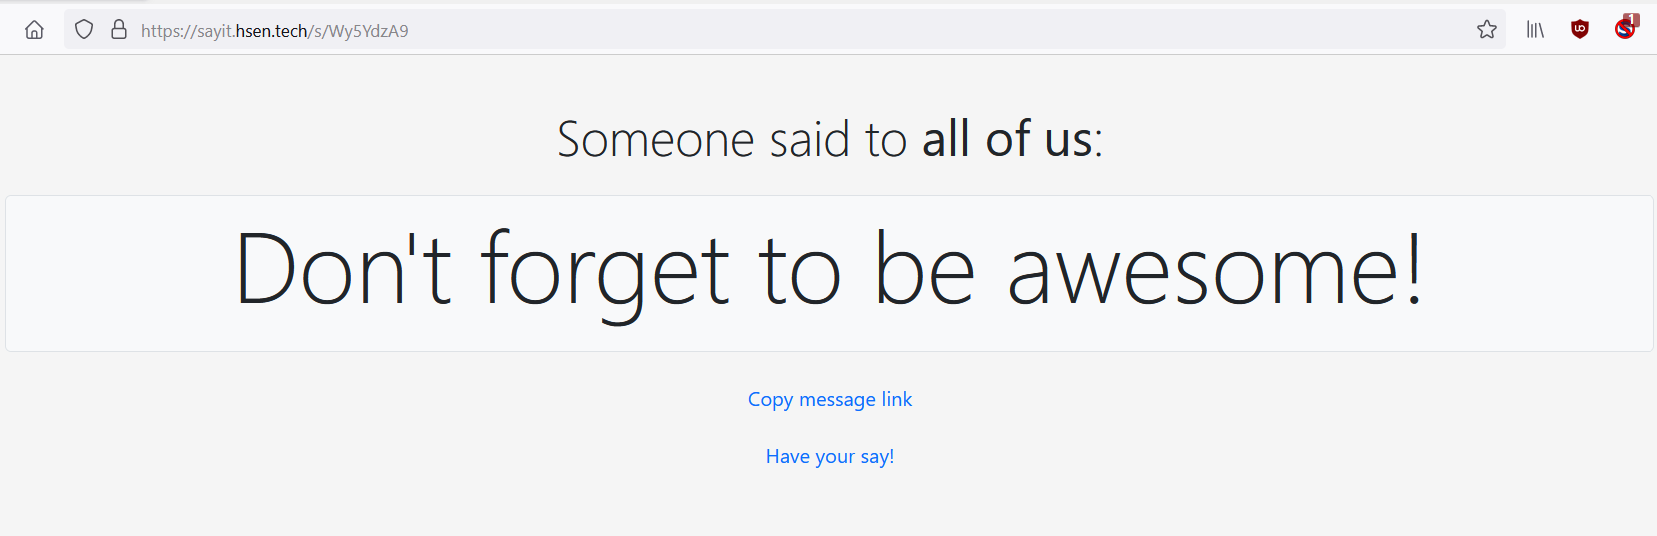 https://sayit.hsen.tech/s/Wy5YdzA9
1
Someone said to all of us:
Don't forget to be awesome!
Copy message link
Have your say!